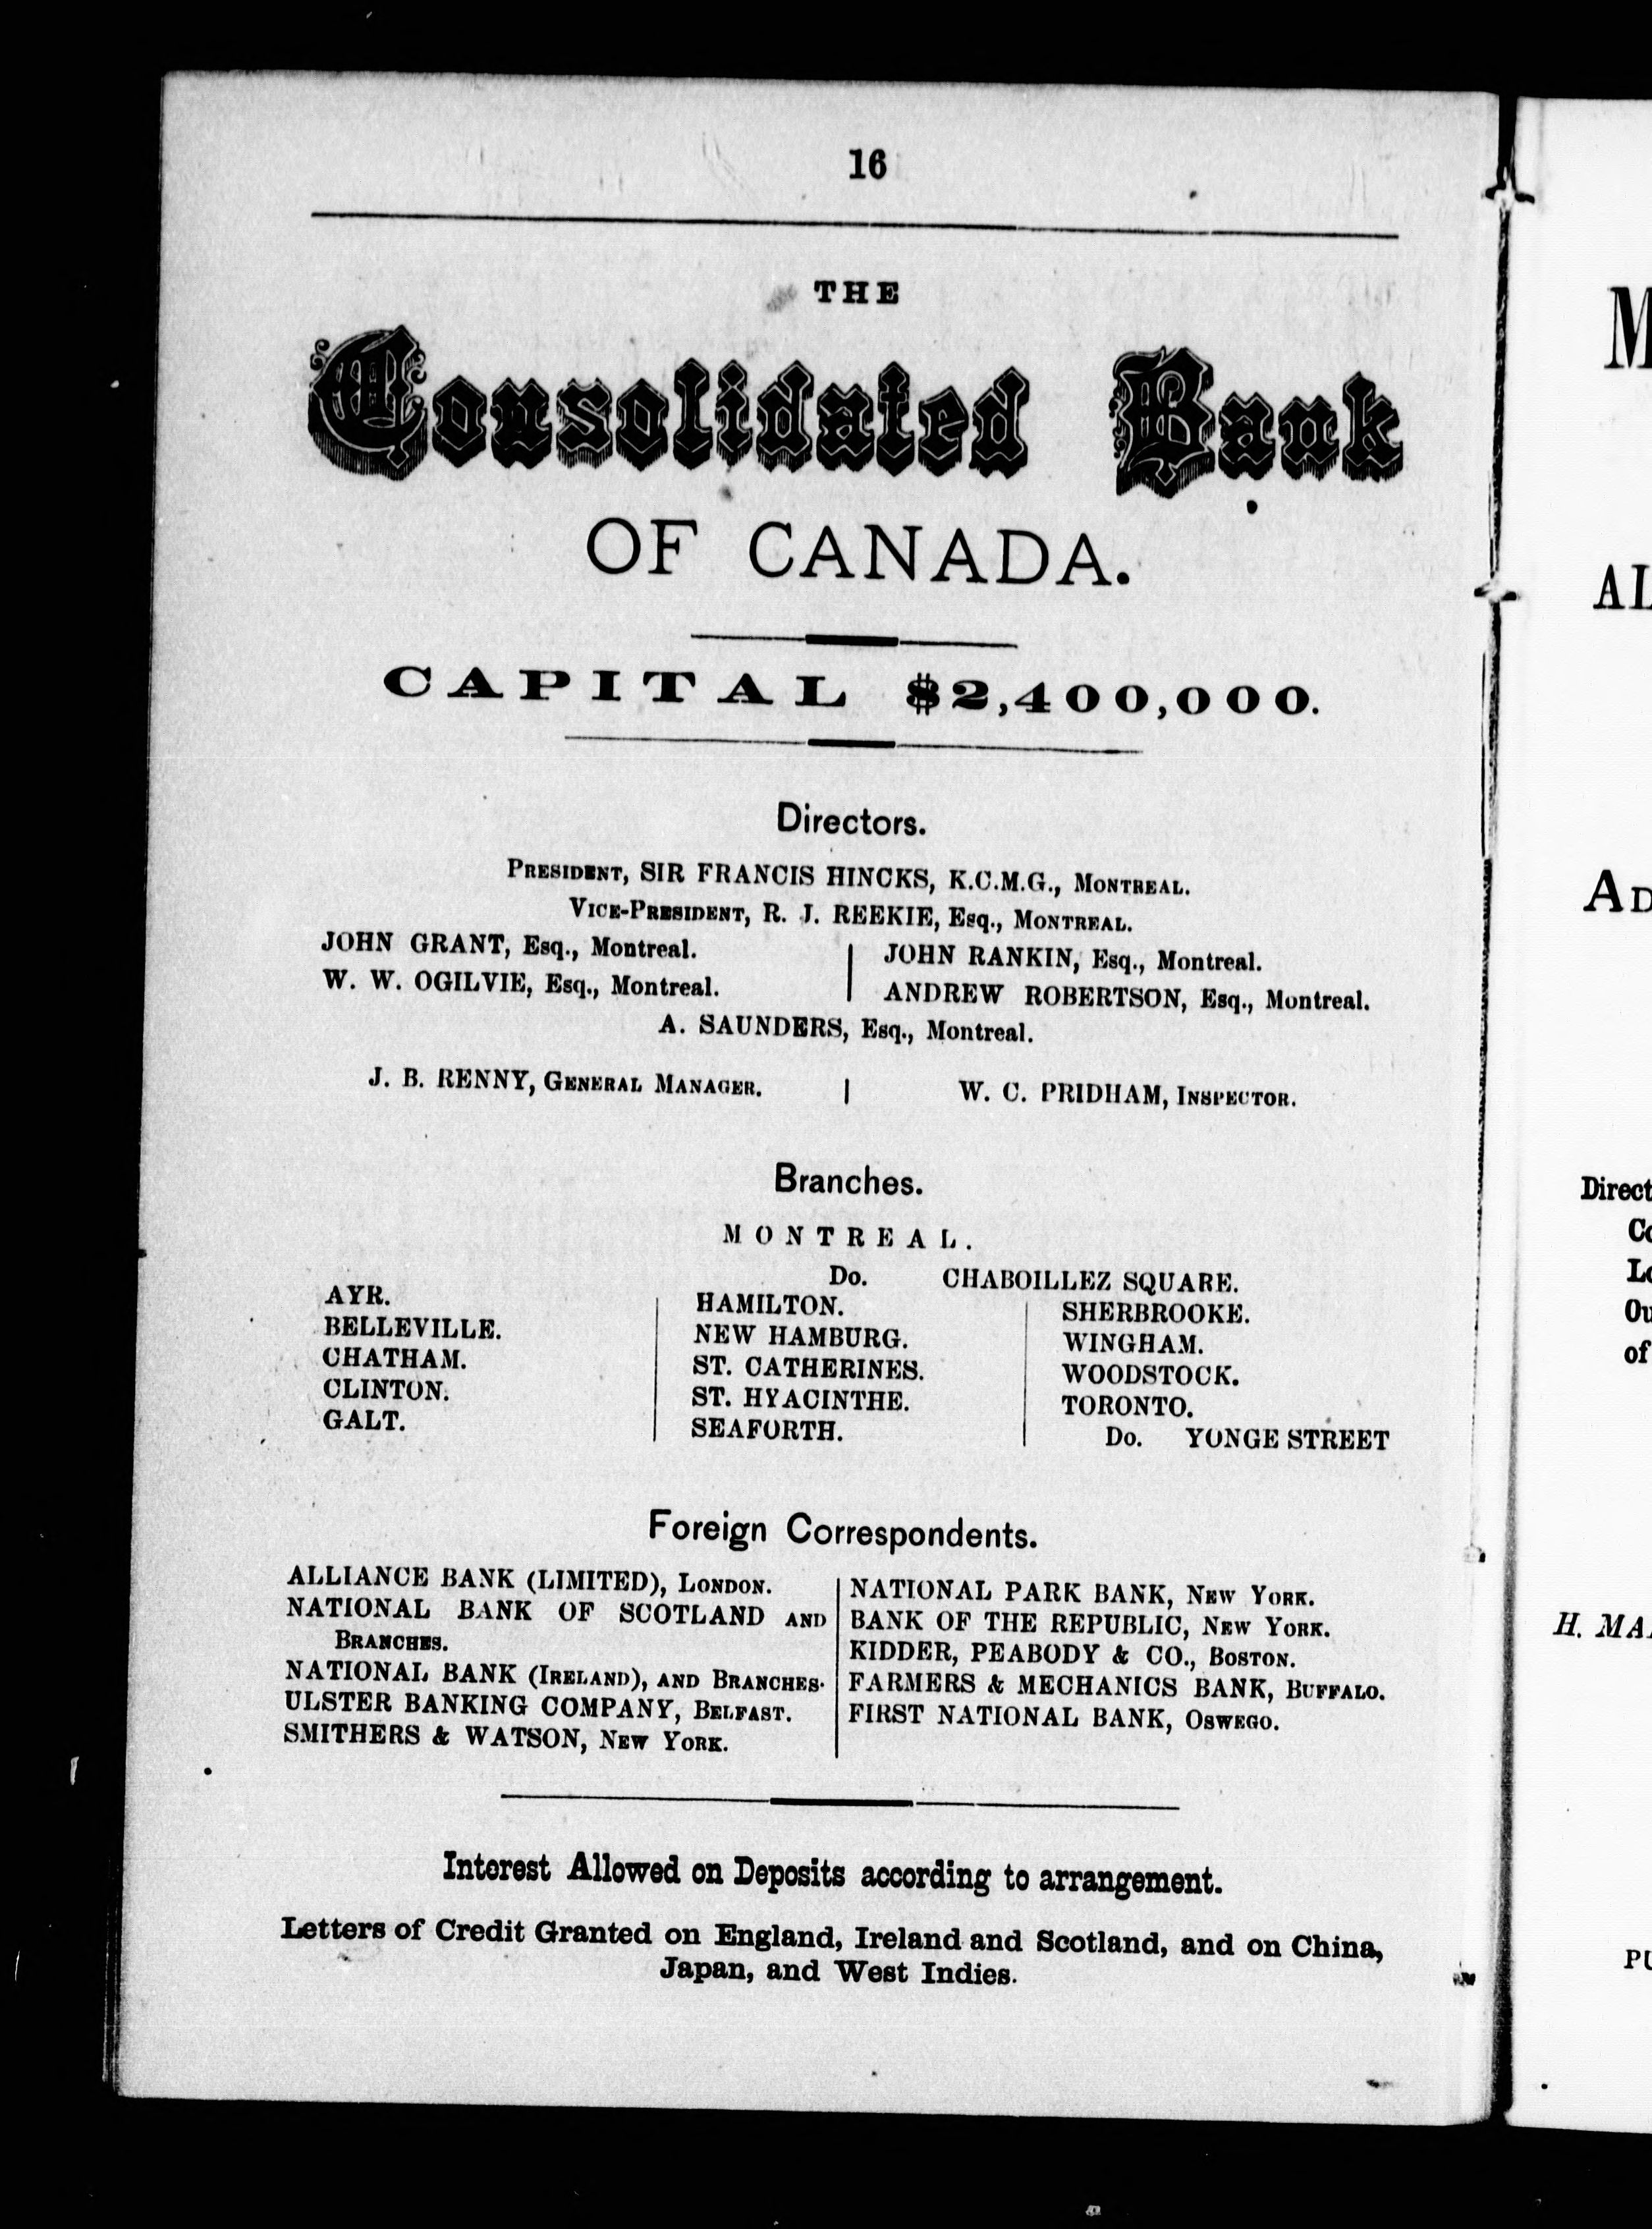 16
THE
Consolidated Bank
OF CANADA.
CAPITAL $2,400,000.
Directors.
PRESIDENT, SIR FRANCIS HINCKS, K.C.M.G., MONTREAL.
VICE-PRESIDENT, R. J. REEKIE, Esq., MONTREAL.
JOHN GRANT, Esq., Montreal.
W. W. OGILVIE, Esq., Montreal.
JOHN RANKIN, Esq., Montreal.
ANDREW ROBERTSON, Esq., Montreal.
A. SAUNDERS, Esq., Montreal.
J. B. RENNY, GENERAL MANAGER.
W. C. PRIDHAM, INSPECTOR.
Branches.
MONTREAL.
Do. CHABOILLEZ SQUARE.
AYR.
BELLEVILLE.
CHATHAM.
CLINTON.
GALT.
HAMILTON.
NEW HAMBURG.
ST. CATHERINES.
ST. HYACINTHE.
SEAFORTH.
SHERBROOKE.
WINGHAM.
WOODSTOCK.
TORONTO.
Do. YONGE STREET
Foreign Correspondents.
ALLIANCE BANK (LIMITED), LONDON.
NATIONAL BANK OF SCOTLAND AND
BRANCHES.
NATIONAL BANK (IRELAND), AND BRANCHES.
ULSTER BANKING COMPANY, BELFAST.
SMITHERS & WATSON, NEW YORK.
NATIONAL PARK BANK, NEW YORK.
BANK OF THE REPUBLIC, NEW YORK.
KIDDER, PEABODY & CO., BOSTON.
FARMERS & MECHANICS BANK, BUFFALO.
FIRST NATIONAL BANK, OSWEGO.
Interest Allowed on Deposits according to arrangement.
Letters of Credit Granted on England, Ireland and Scotland, and on China,
Japan, and West Indies.